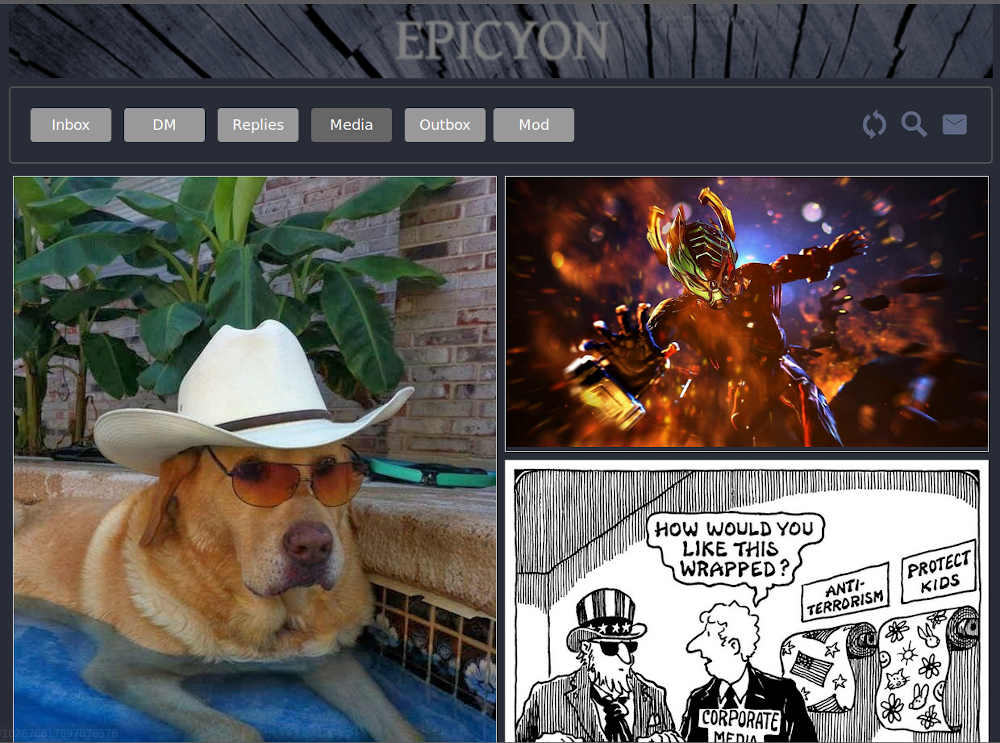 EPICYON
Inbox
DM
Replies
Media
Outbox
Mod
HOW WOULD YOU
LIKE THIS
WRAPPED?
ANTI-
TERRORISM
PROTECT
KIDS
CORPORATE
MEDIA